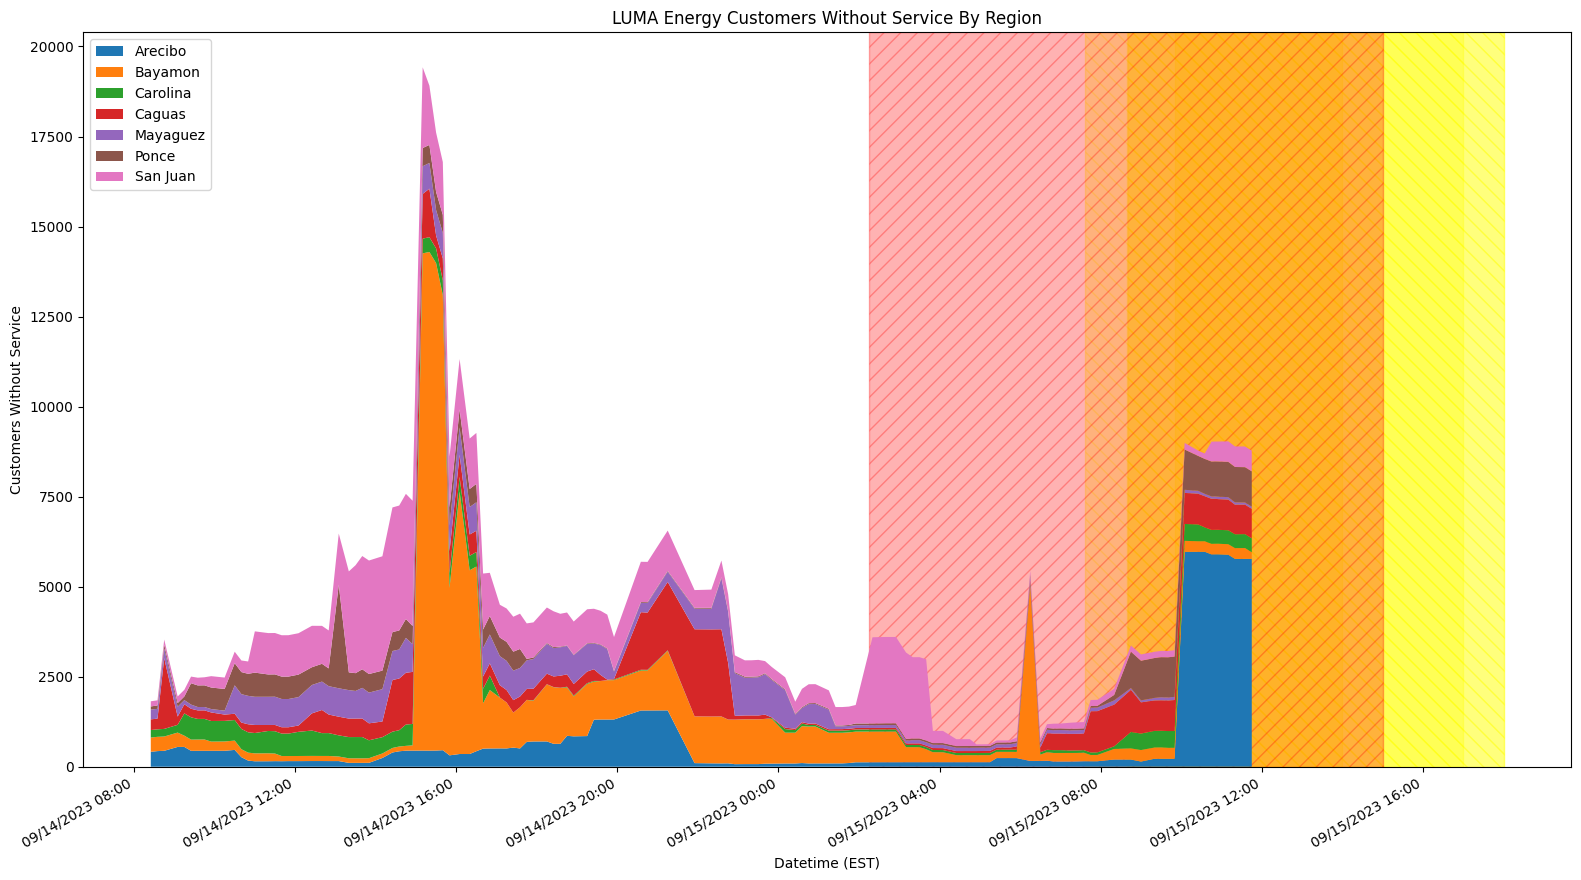 LUMA Energy Customers Without Service By Region
20000
17500
15000
12500
10000
7500
5000
2500
0
Customers Without Service
Arecibo
Bayamon
Carolina
Caguas
Mayaguez
Ponce
San Juan
09/14/2023 08:00
09/14/2023 12:00
09/14/2023 16:00
09/14/2023 20:00
09/15/2023 00:00
09/15/2023 04:00
09/15/2023 08:00
09/15/2023 12:00
09/15/2023 16:00
Datetime (EST)